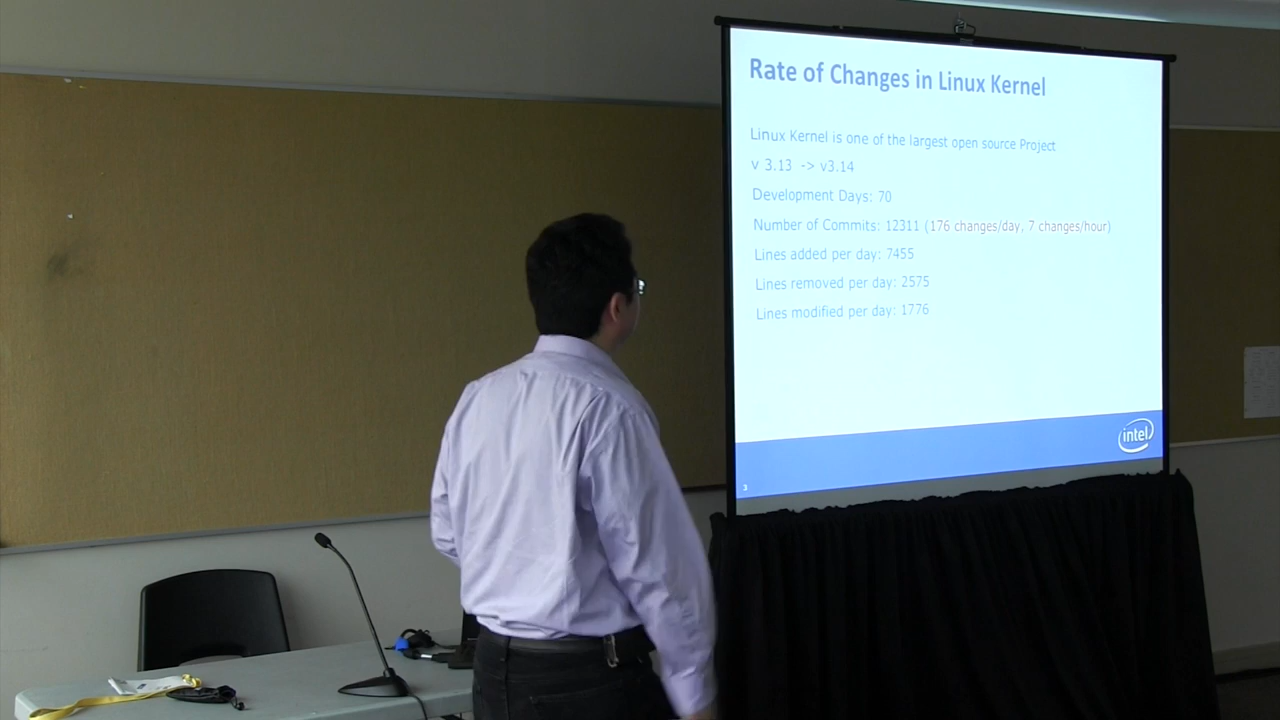 Rate of Changes in Linux Kernel
Linux Kernel is one of the largest open source Project
v 3.13 -> v3.14
Development Days: 70
Number of Commits: 12311 (176 changes/day, 7 changes/hour)
Lines added per day: 7455
Lines removed per day: 2575
Lines modified per day: 1776
intel
3